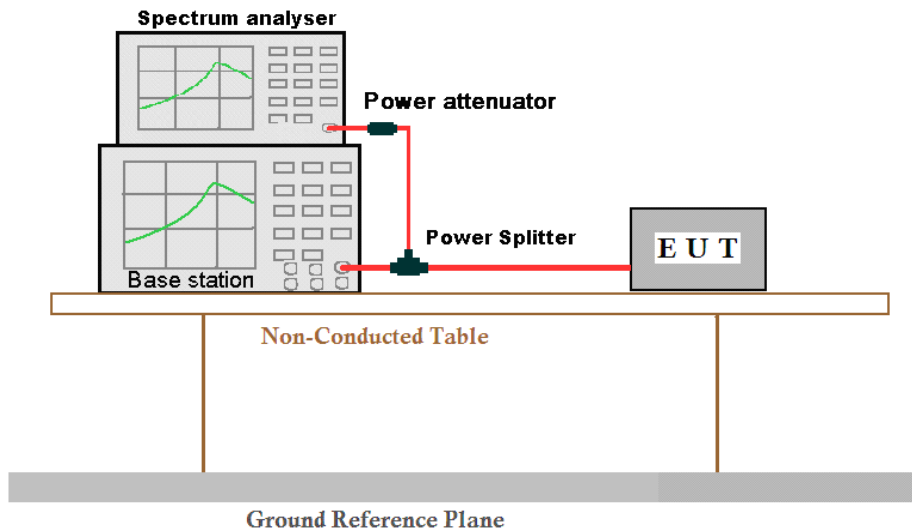 Spectrum analyser
Power attenuator
Power Splitter
E U T
Base station
Non-Conducted Table
Ground Reference Plane